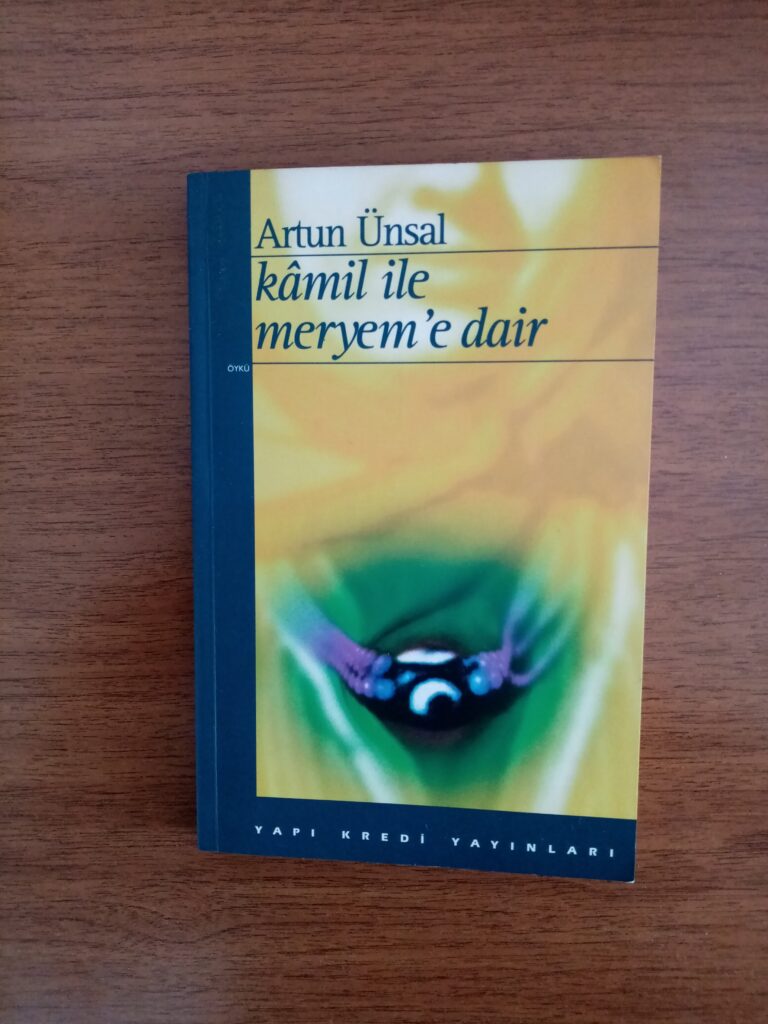 Artun Ünsal
kâmil ile
meryem'e dair
ÖYKÜ
YAPI KREDİ YAYINLARI